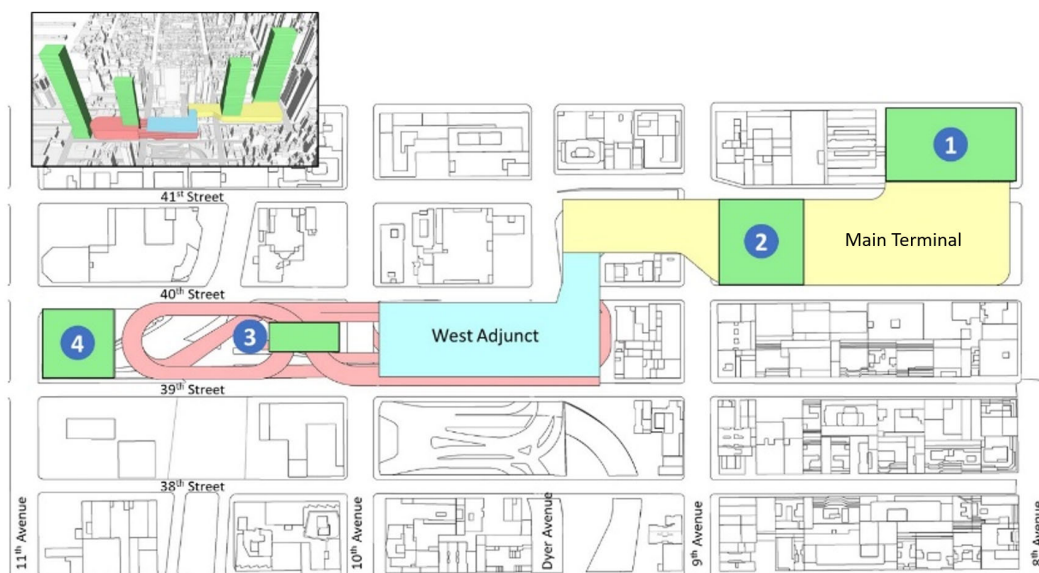 1
41st Street
2
Main Terminal
40th Street
4
3
West Adjunct
39th Street
38th Street
11th Avenue
10th Avenue
Dyer Avenue
9th Avenue
8th Avenue